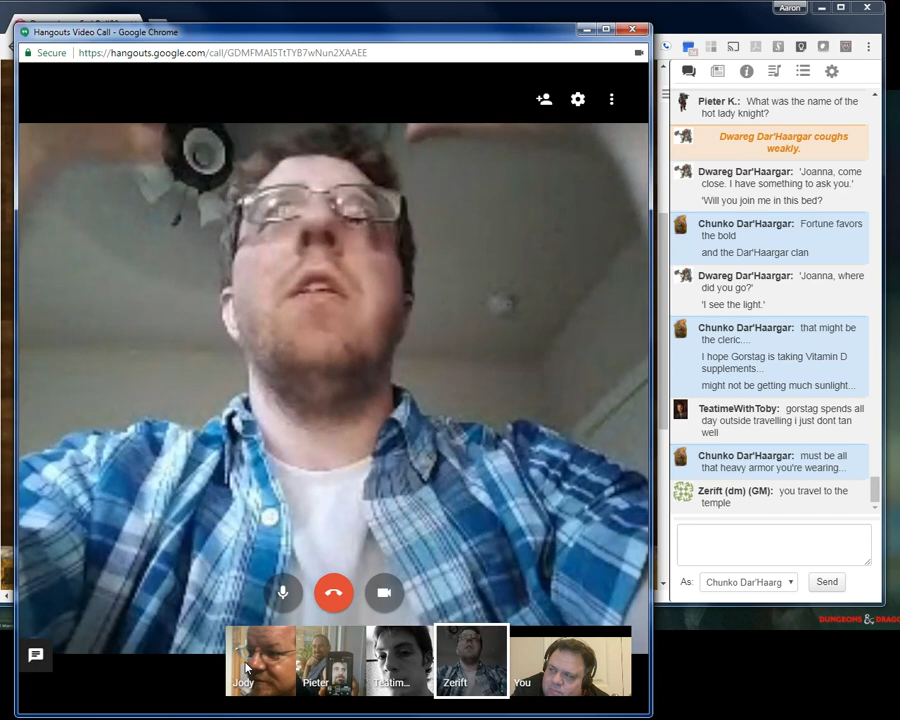 Aaron
Hangouts Video Call - Google Chrome
Secure
https://hangouts.google.com/call/GDMFMAI5TtTYB7wNun2XAAEE
Pieter K.: What was the name of the
hot lady knight?
Dwareg Dar'Haargar coughs
weakly.
Dwareg Dar'Haargar: 'Joanna, come
close. I have something to ask you.'
'Will you join me in this bed?
Chunko Dar'Haargar: Fortune favors
the bold
and the Dar'Haargar clan
Dwareg Dar'Haargar: 'Joanna, where
did you go?'
'I see the light.'
Chunko Dar'Haargar: that might be
the cleric....
I hope Gorstag is taking Vitamin D
supplements...
might not be getting much sunlight...
TeatimeWithToby: gorstag spends all
day outside travelling i just dont tan
well
Chunko Dar'Haargar: must be all
that heavy armor you're wearing...
Zerift (dm) (GM): you travel to the
temple
As: Chunko Dar'Haarg Send
DUNGEONS & DRAGO
Jody
Pieter
Teatim...
Zerift
You